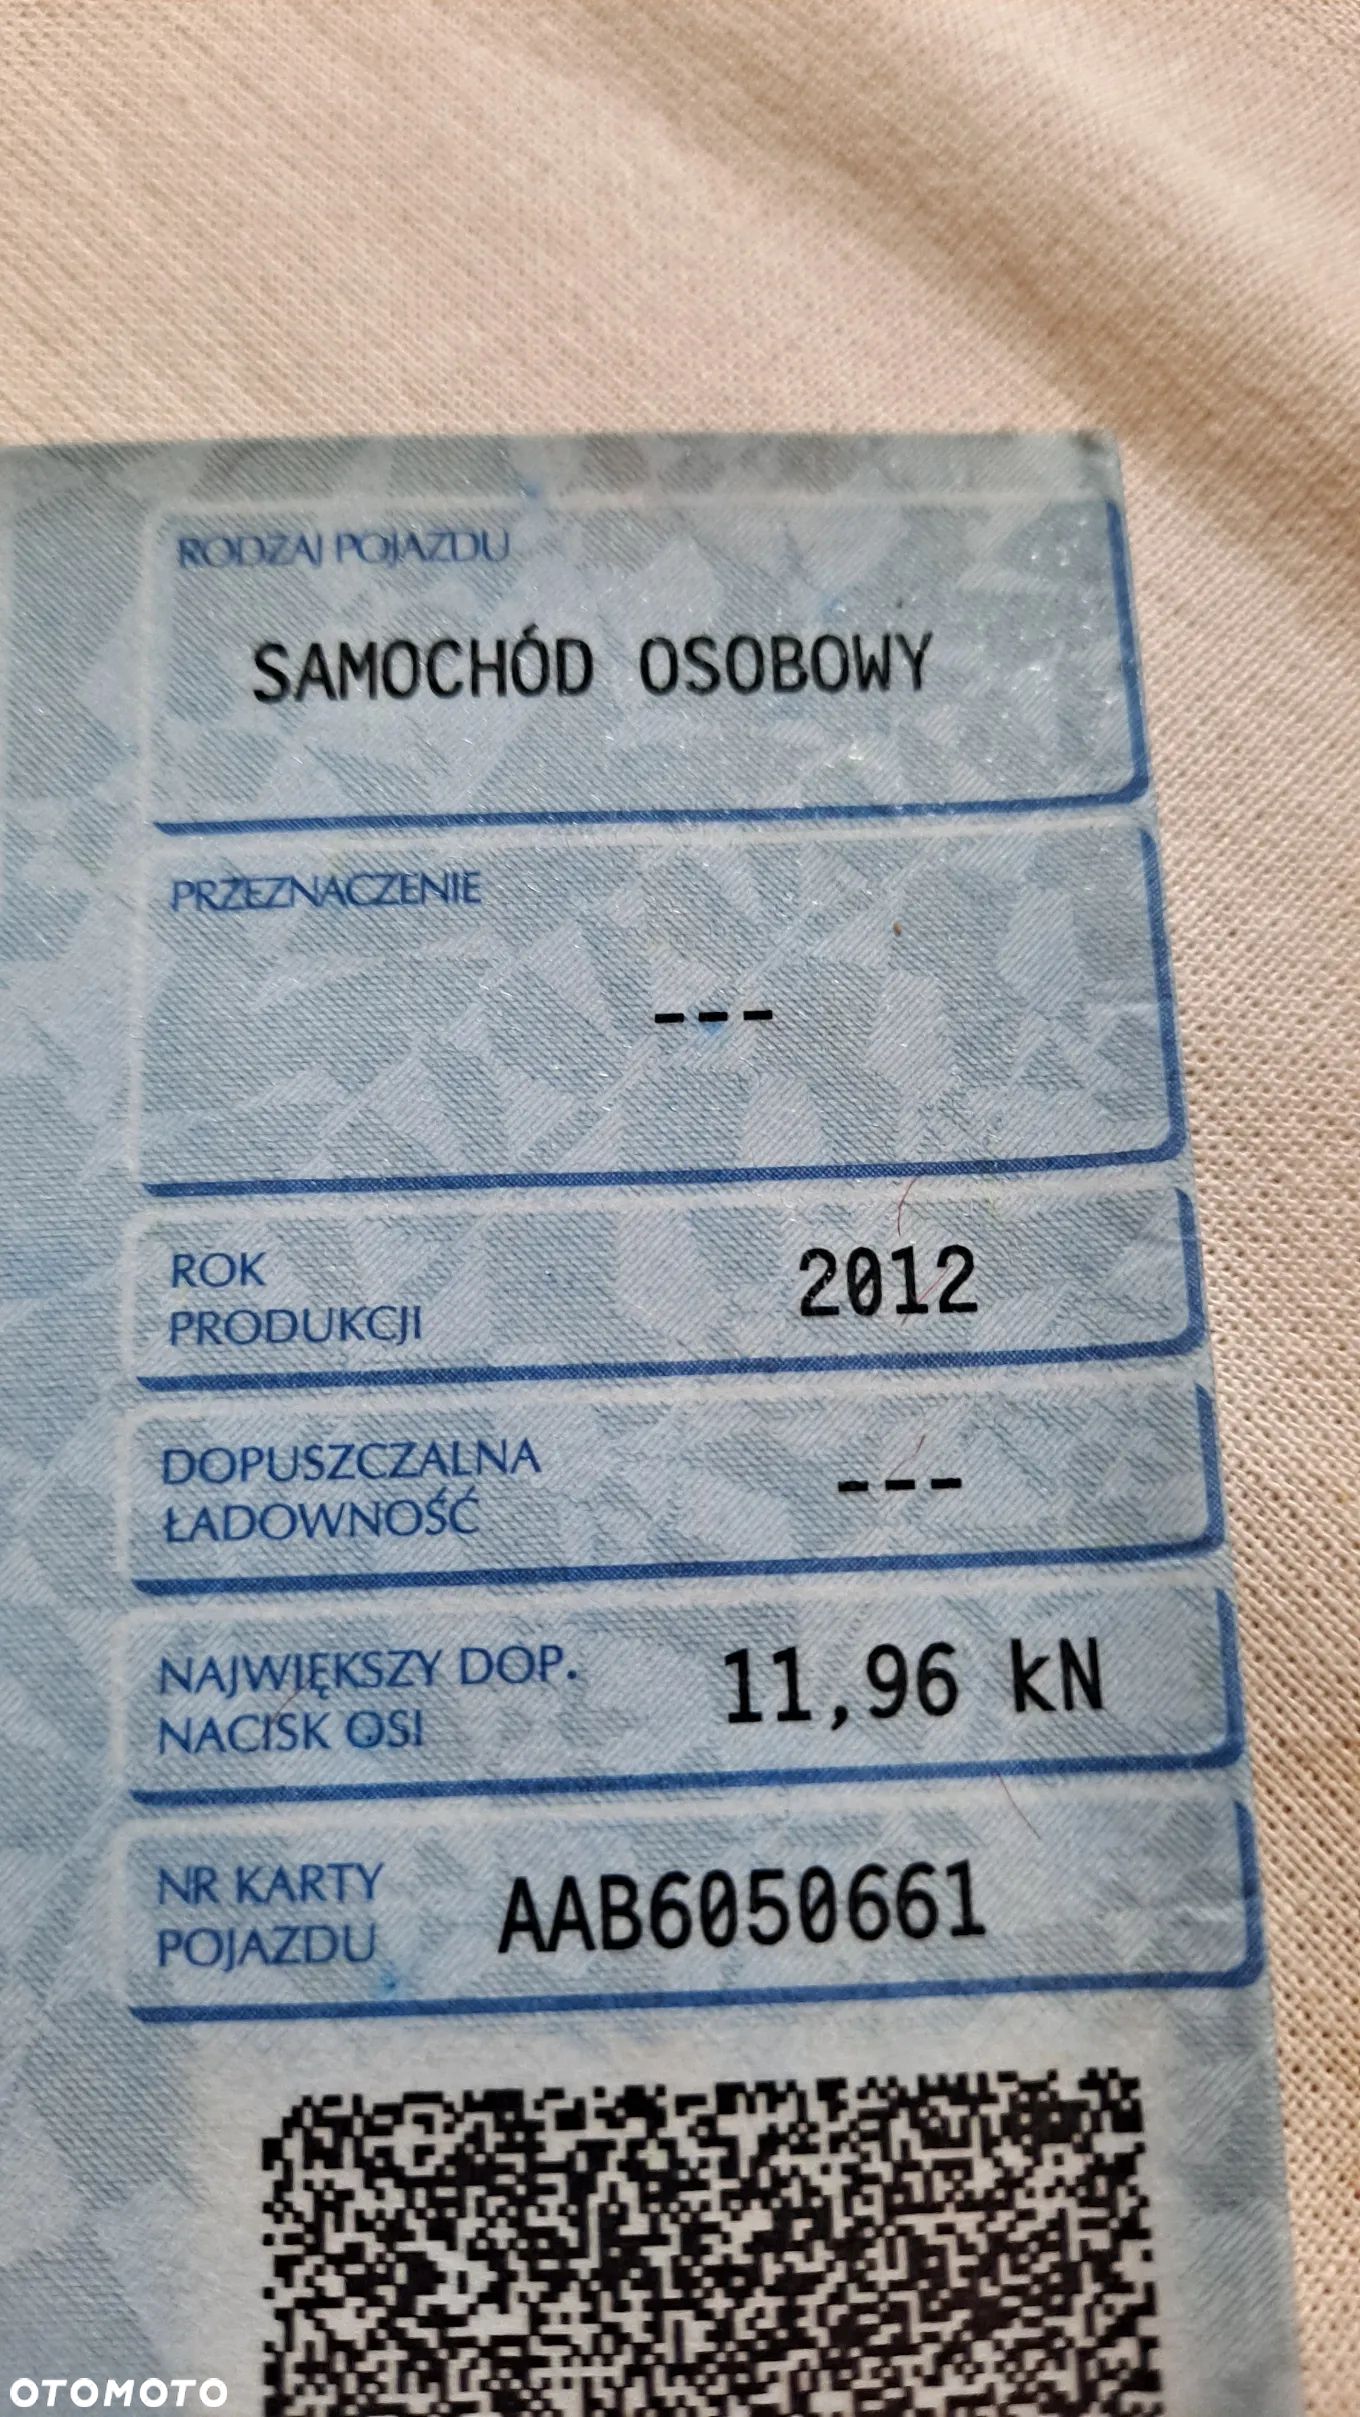 RODZAJ POJAZDU
SAMOCHÓD OSOBOWY
PRZEZNACZENIE
---
ROK
PRODUKCJI
2012
DOPUSZCZALNA
ŁADOWNOŚĆ
---
NAJWIĘKSZY DOP.
NACISK OSI
11,96 kN
NR KARTY
POJAZDU
AAB6050661
OTOMOTO